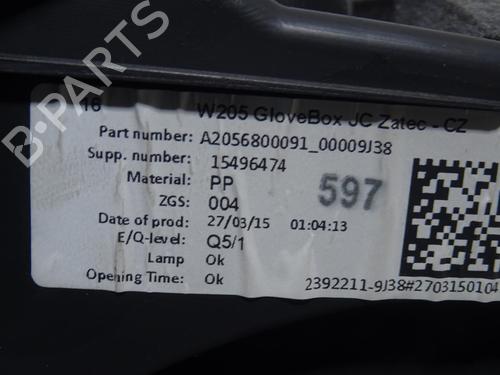 16
W205 GloveBox JC Zatec - CZ
Part number: A2056800091_00009J38
Supp. number: 15496474
Material: PP
597
ZGS: 004
Date of prod: 27/03/15 01:04:13
E/Q-level: Q5/1
Lamp Ok
Opening Time: Ok
2392211-9J38#2703150104
B-PARTS